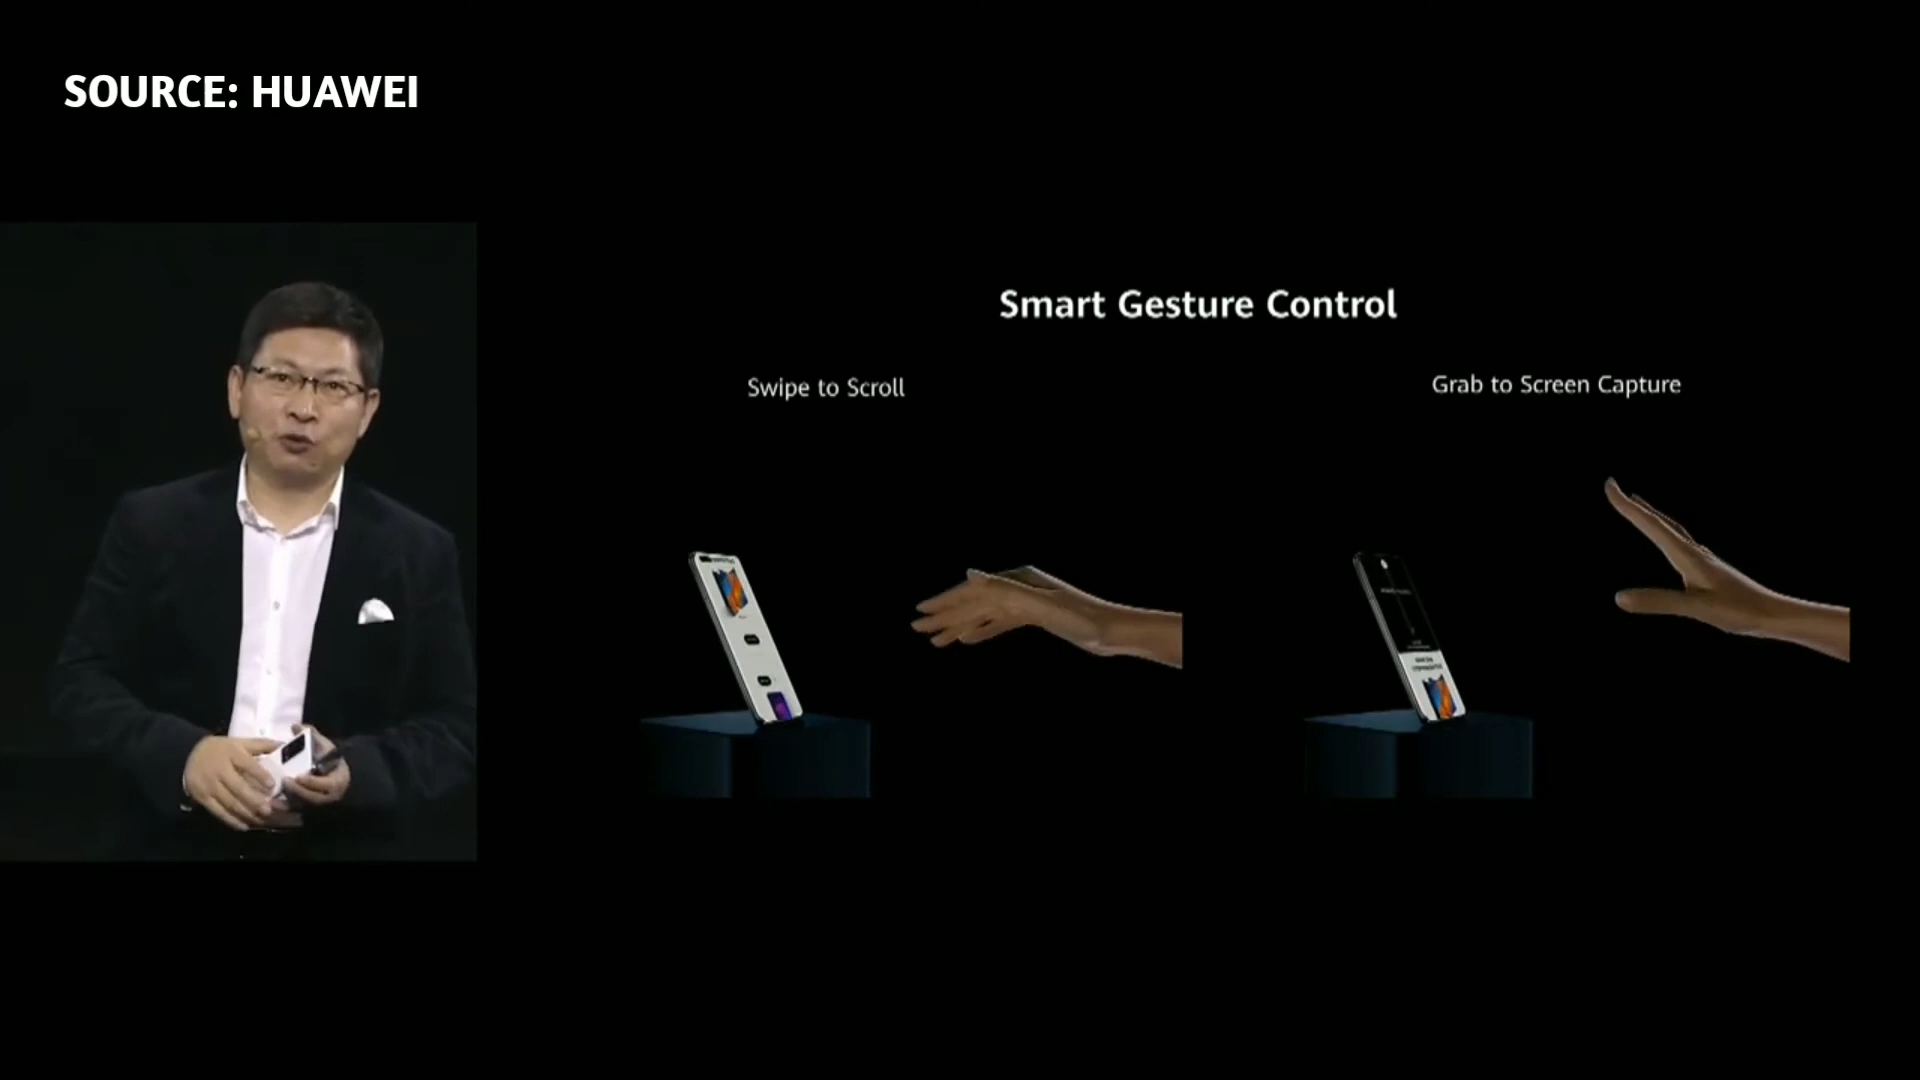 SOURCE: HUAWEI
Smart Gesture Control
Swipe to Scroll
Grab to Screen Capture